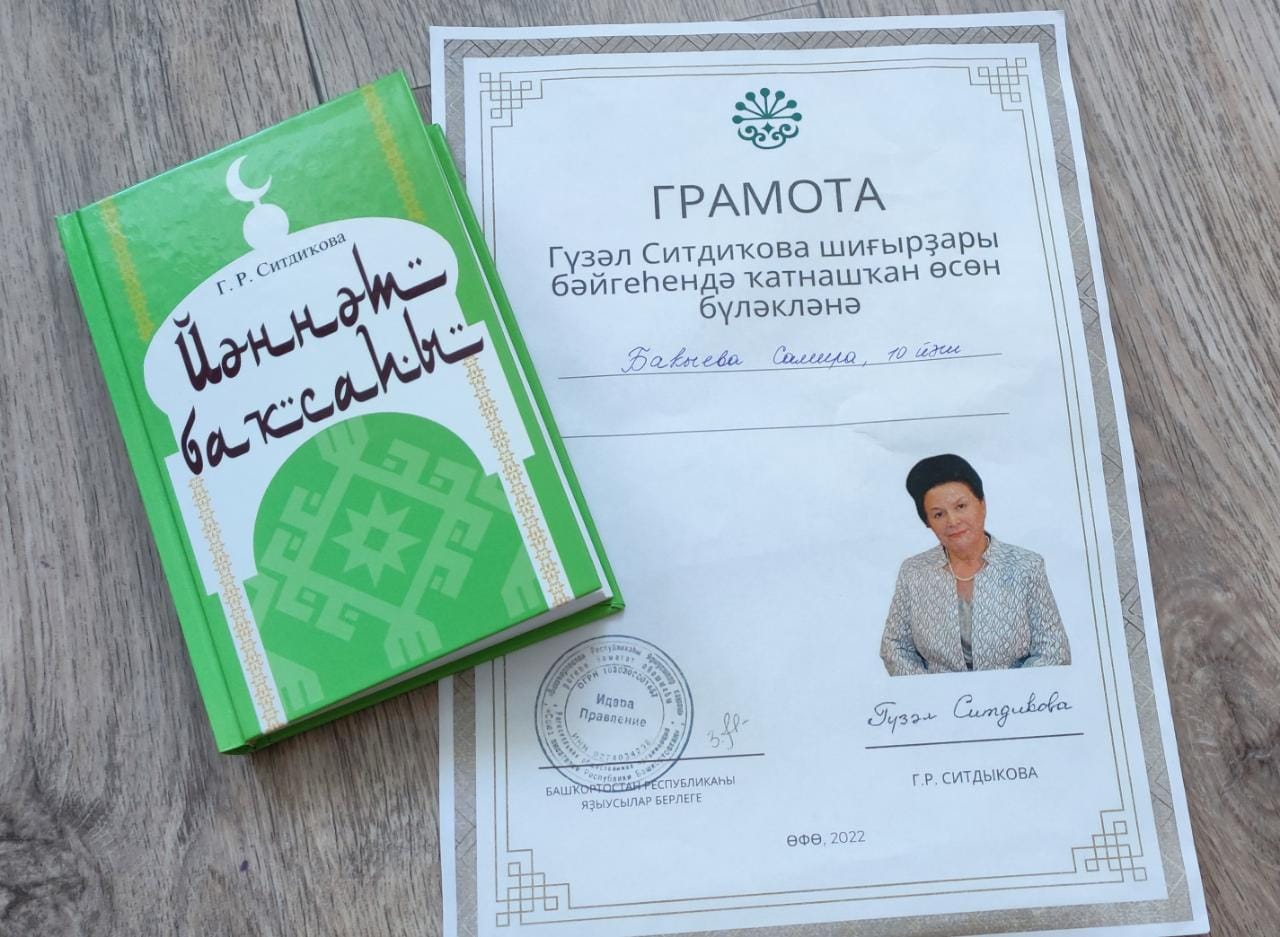 Г. Р. Ситдиҡова
Йәннәт
баҡсаһы
ГРАМОТА
Гүзәл Ситдиҡова шиғырҙары
бәйгеһендә ҡатнашҡан өсөн
бүләкләнә
Бакыева Самира, 10 йәш
Идара
Правление
БАШҠОРТОСТАН РЕСПУБЛИКАҺЫ
ЯҘЫУСЫЛАР БЕРЛЕГЕ
Гүзәл Ситдикова
Г.Р. СИТДЫКОВА
ӨФӨ, 2022